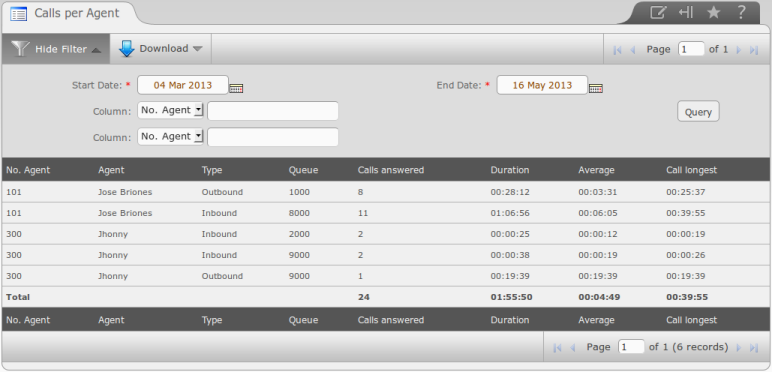 Calls per Agent
Hide Filter Download Page 1 of 1
Start Date: * 04 Mar 2013 End Date: * 16 May 2013
Column: No. Agent Query
Column: No. Agent
No. Agent Agent Type Queue Calls answered Duration Average Call longest
101 Jose Briones Outbound 1000 8 00:28:12 00:03:31 00:25:37
101 Jose Briones Inbound 8000 11 01:06:56 00:06:05 00:39:55
300 Jhonny Inbound 2000 2 00:00:25 00:00:12 00:00:19
300 Jhonny Inbound 9000 2 00:00:38 00:00:19 00:00:26
300 Jhonny Outbound 9000 1 00:19:39 00:19:39 00:19:39
Total 24 01:55:50 00:04:49 00:39:55
No. Agent Agent Type Queue Calls answered Duration Average Call longest
Page 1 of 1 (6 records)